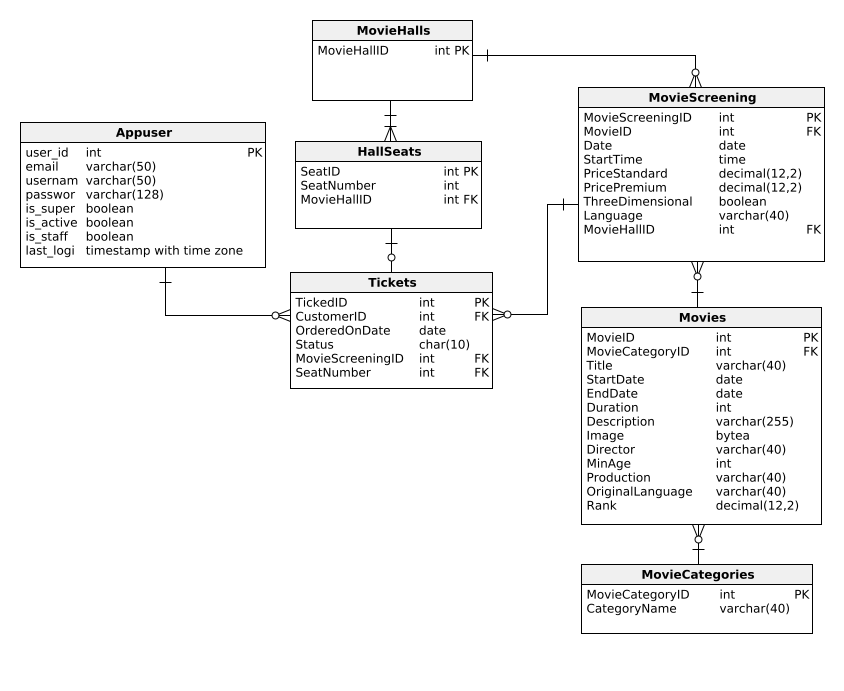 MovieHalls
MovieHallID int PK
MovieScreening
MovieScreeningID int PK
MovieID int FK
Date date
StartTime time
PriceStandard decimal(12,2)
PricePremium decimal(12,2)
ThreeDimensional boolean
Language varchar(40)
MovieHallID int FK
Appuser
user_id int PK
email varchar(50)
usernam varchar(50)
passwor varchar(128)
is_super boolean
is_active boolean
is_staff boolean
last_logi timestamp with time zone
HallSeats
SeatID int PK
SeatNumber int
MovieHallID int FK
Tickets
TickedID int PK
CustomerID int FK
OrderedOnDate date
Status char(10)
MovieScreeningID int FK
SeatNumber int FK
Movies
MovieID int PK
MovieCategoryID int FK
Title varchar(40)
StartDate date
EndDate date
Duration int
Description varchar(255)
Image bytea
Director varchar(40)
MinAge int
Production varchar(40)
OriginalLanguage varchar(40)
Rank decimal(12,2)
MovieCategories
MovieCategoryID int PK
CategoryName varchar(40)